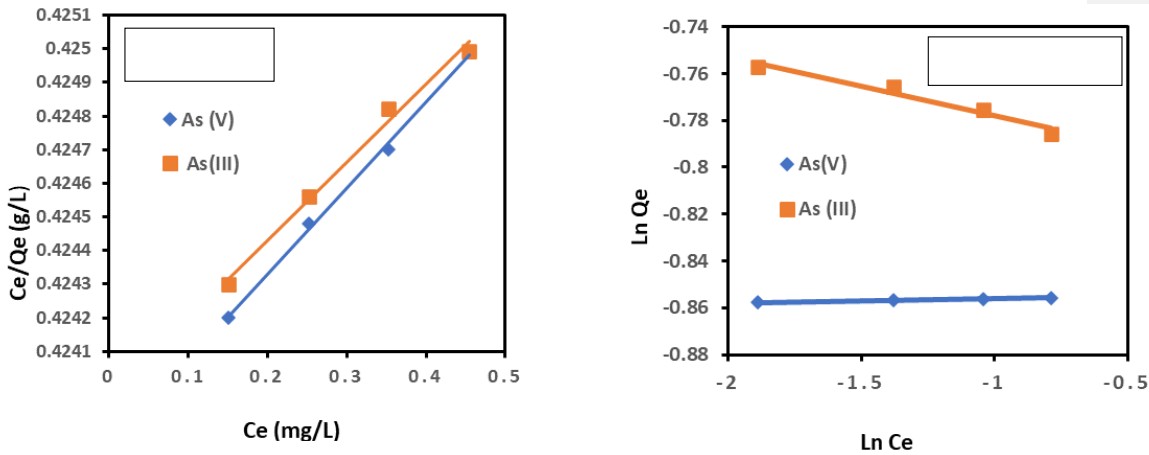 0.4251
0.425
0.4249
0.4248
0.4247
0.4246
0.4245
0.4244
0.4243
0.4242
0.4241
Ce/Qe (g/L)
As (V)
As(III)
0 0.1 0.2 0.3 0.4 0.5
Ce (mg/L)
-0.74
-0.76
-0.78
-0.8
-0.82
-0.84
-0.86
-0.88
Ln Qe
As(V)
As (III)
-2 -1.5 -1 -0.5
Ln Ce